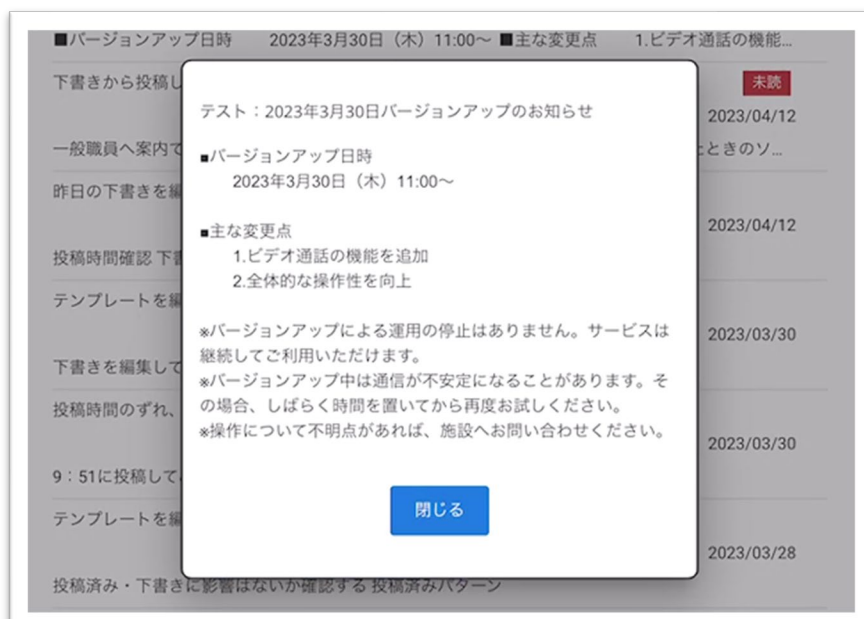 ■バージョンアップ日時　　2023年3月30日（木）11:00～ ■主な変更点　　1.ビデオ通話の機能...
下書きから投稿し
未読
2023/04/12
一般職員へ案内で
ときのソ...
昨日の下書きを編
2023/04/12
投稿時間確認 下書
テンプレートを編
2023/03/30
下書きを編集して
投稿時間のずれ、
2023/03/30
9：51に投稿して
テンプレートを編
2023/03/28
投稿済み・下書きに影響はないか確認する 投稿済みパターン
テスト：2023年3月30日バージョンアップのお知らせ
■バージョンアップ日時
2023年3月30日（木）11:00～
■主な変更点
1.ビデオ通話の機能を追加
2.全体的な操作性を向上
※バージョンアップによる運用の停止はありません。サービスは
継続してご利用いただけます。
※バージョンアップ中は通信が不安定になることがあります。そ
の場合、しばらく時間を置いてから再度お試しください。
※操作について不明点があれば、施設へお問い合わせください。
閉じる